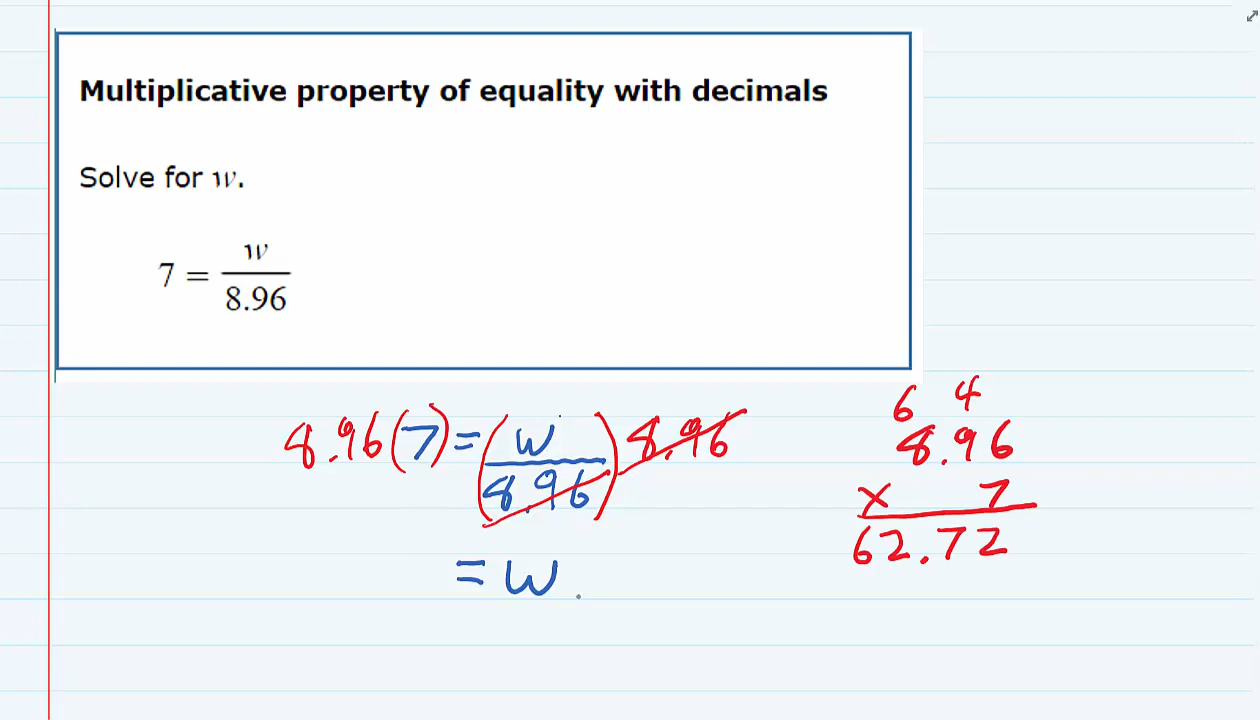 Multiplicative property of equality with decimals
Solve for w.
7 = w/8.96
8.96(7) = (w/8.96) 8.96
= w
6 4
8.96
x 7
62.72